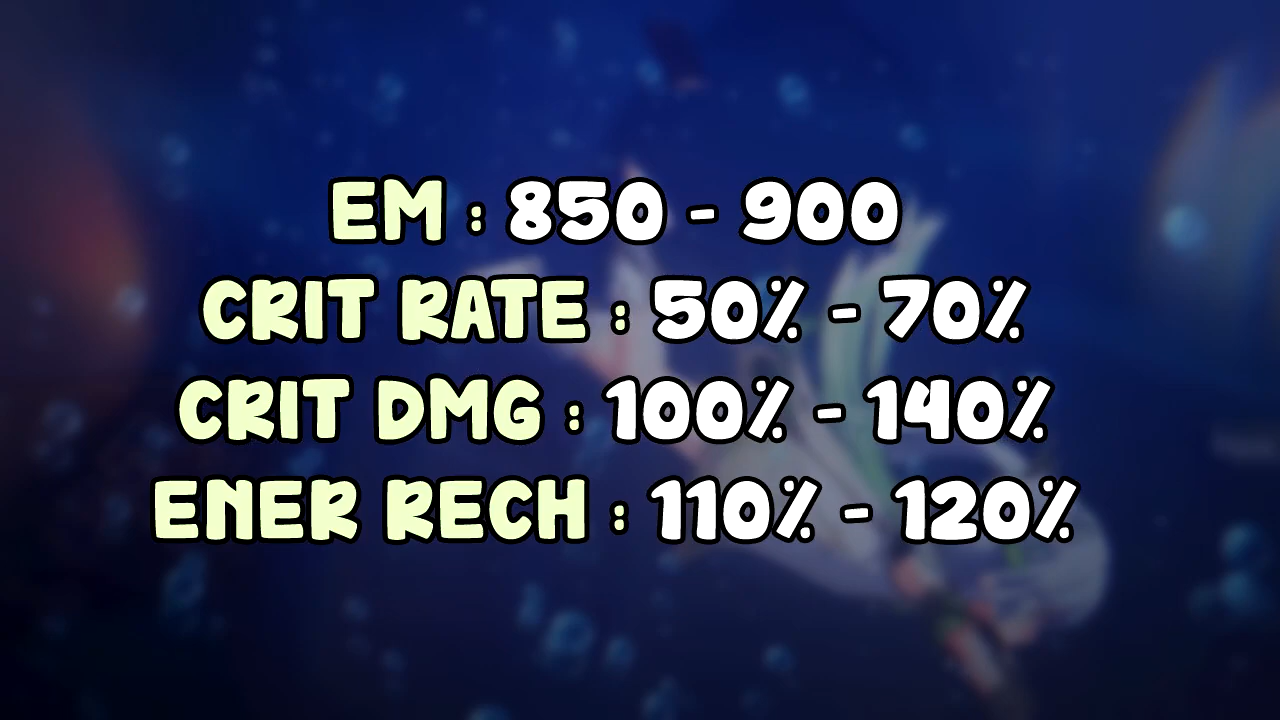 EM : 850 - 900
CRIT RATE : 50% - 70%
CRIT DMG : 100% - 140%
ENER RECH : 110% - 120%